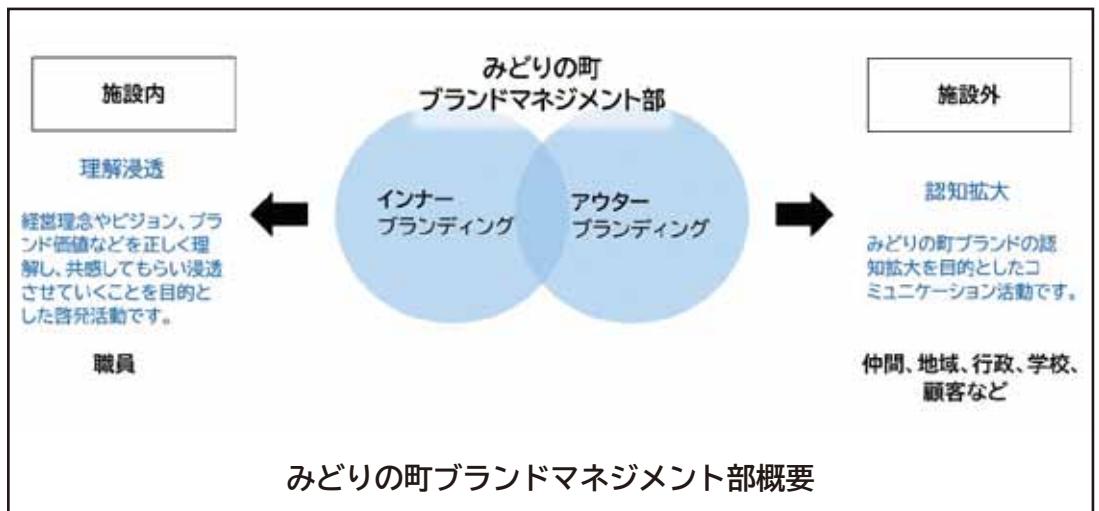 みどりの町
ブランドマネジメント部
施設内
理解浸透
経営理念やビジョン、ブラ
ンド価値などを正しく理
解し、共感してもらい浸透
させていくことを目的と
した啓発活動です。
職員
インナー
ブランディング
アウター
ブランディング
施設外
認知拡大
みどりの町ブランドの認
知拡大を目的としたコ
ミュニケーション活動です。
仲間、地域、行政、学校、
顧客など
みどりの町ブランドマネジメント部概要